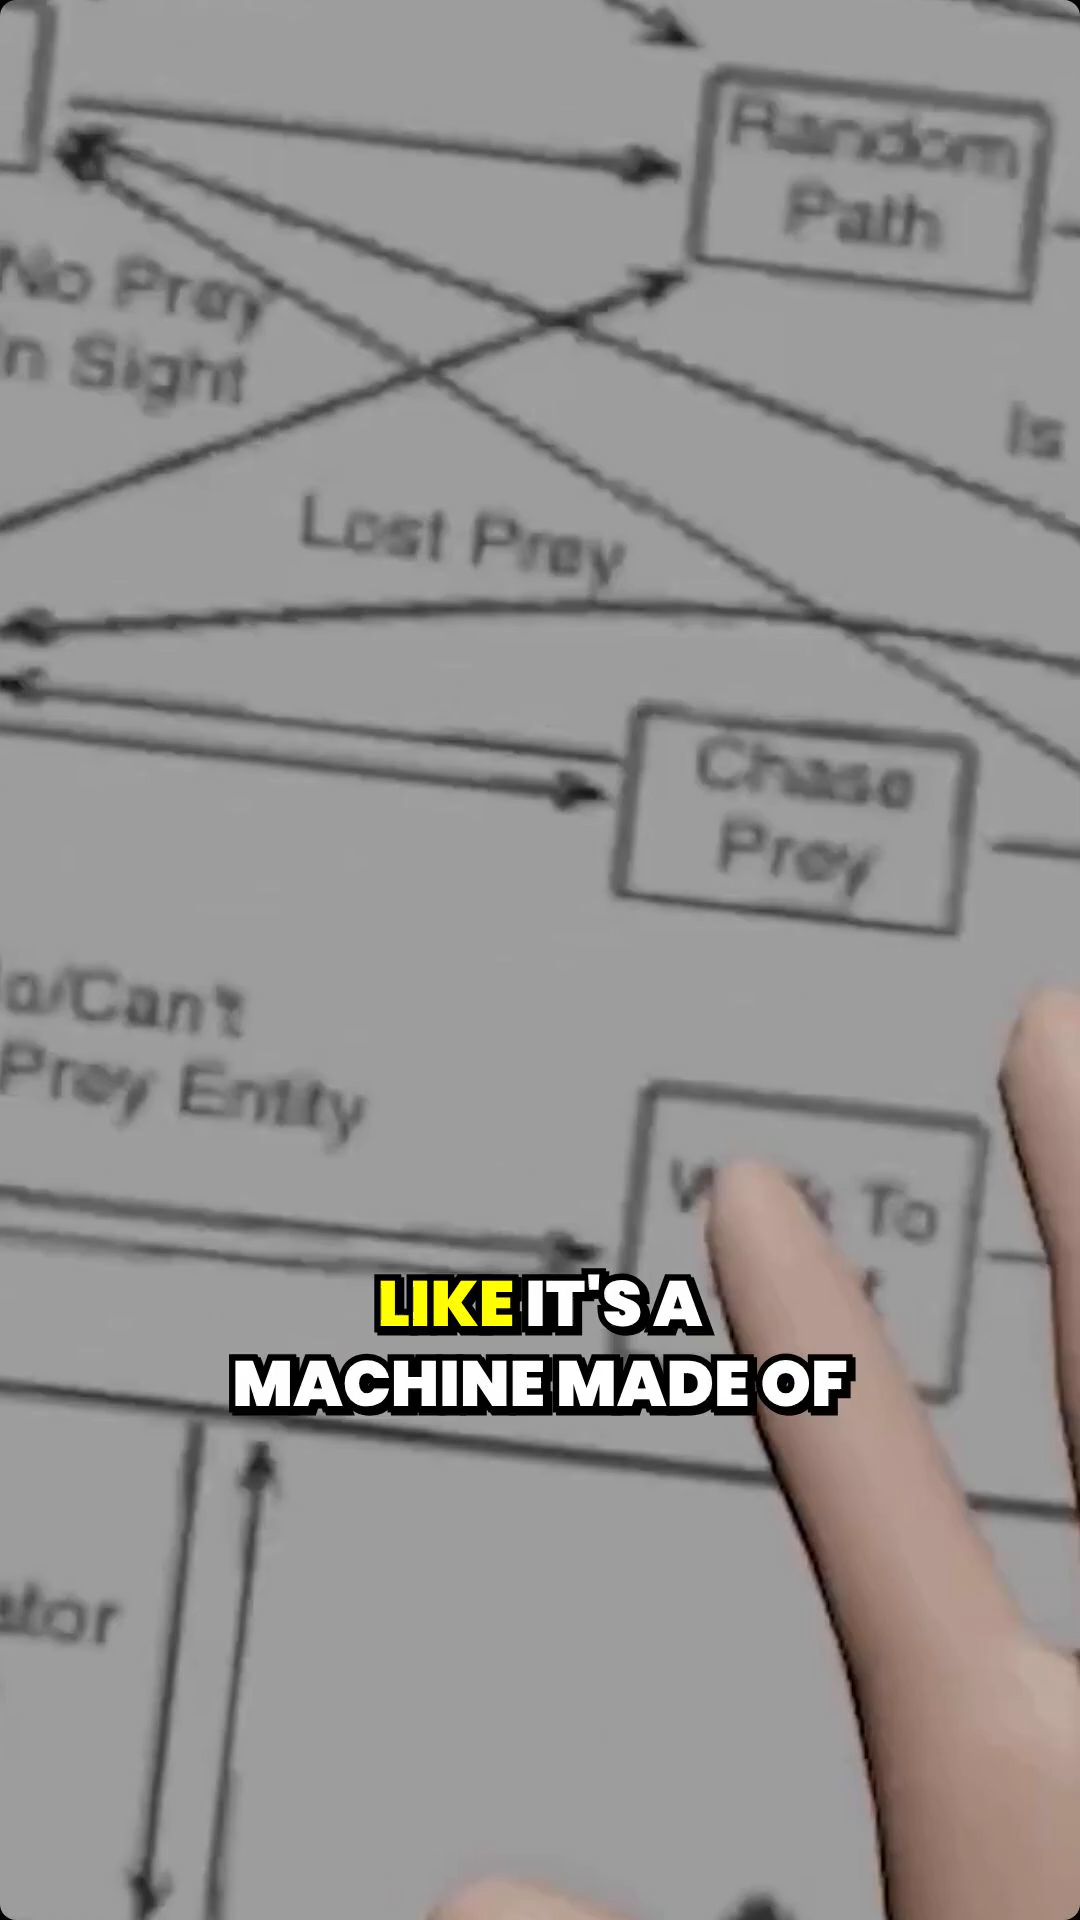 Random
Path
No Prey
in Sight
Is
Lost Prey
Chase
Prey
Can't
Prey Entity
To
LIKE IT'S A
MACHINE MADE OF